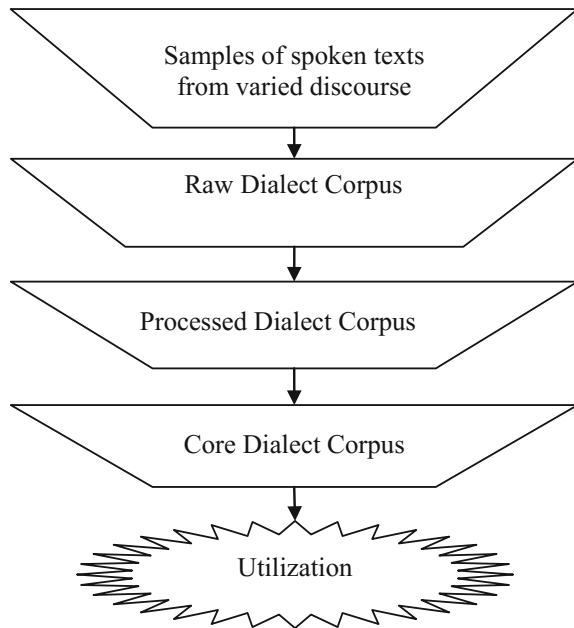 Samples of spoken texts
from varied discourse
Raw Dialect Corpus
Processed Dialect Corpus
Core Dialect Corpus
Utilization